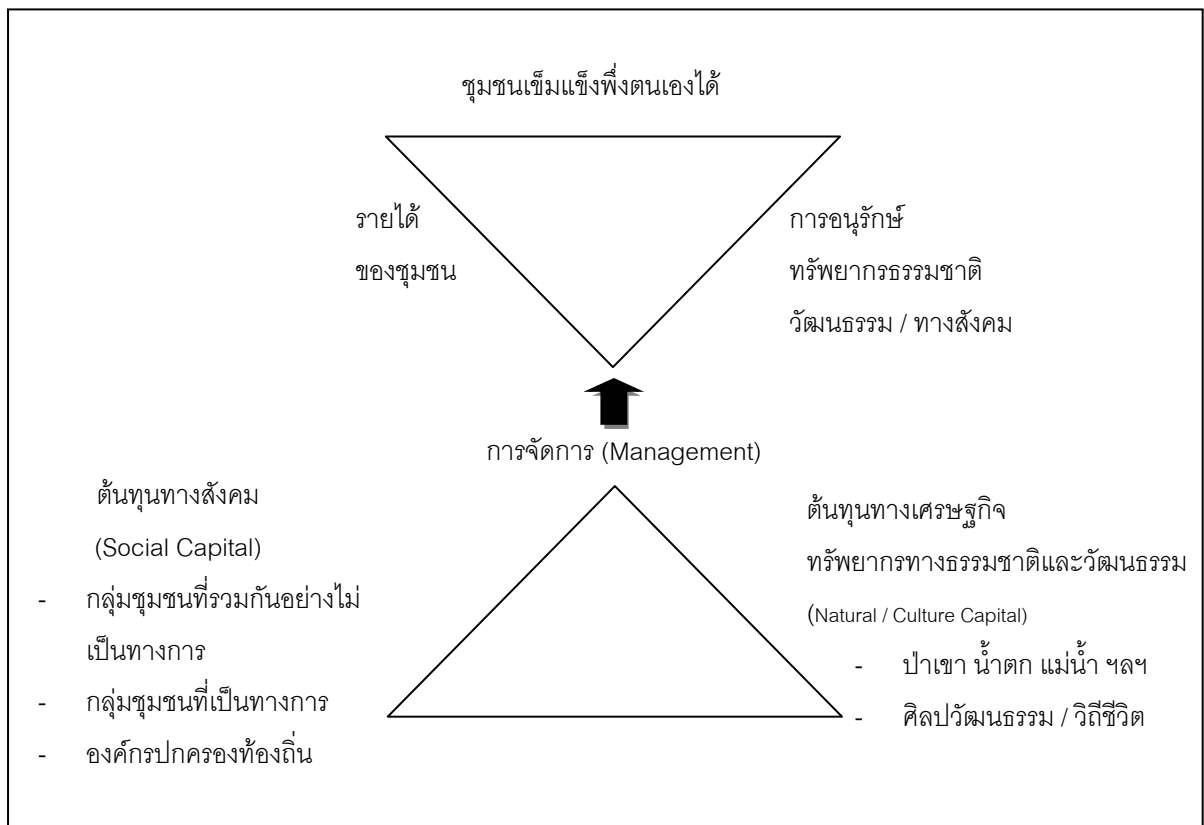 ชุมชนเข็มแข็งพึ่งตนเองได้
รายได้
ของชุมชน
การอนุรักษ์
ทรัพยากรธรรมชาติ
วัฒนธรรม / ทางสังคม
การจัดการ (Management)
ต้นทุนทางสังคม
(Social Capital)
- กลุ่มชุมชนที่รวมกันอย่างไม่
เป็นทางการ
- กลุ่มชุมชนที่เป็นทางการ
- องค์กรปกครองท้องถิ่น
ต้นทุนทางเศรษฐกิจ
ทรัพยากรทางธรรมชาติและวัฒนธรรม
(Natural / Culture Capital)
- ป่าเขา น้ำตก แม่น้ำ ฯลฯ
- ศิลปวัฒนธรรม / วิถีชีวิต